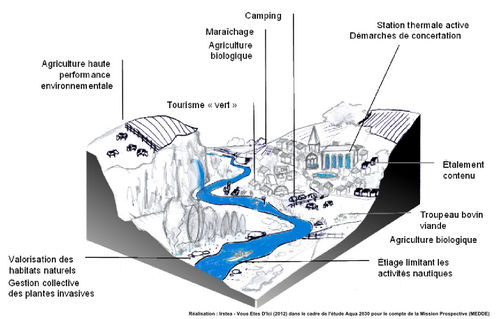 Camping
Maraîchage
Agriculture
biologique
Station thermale active
Démarches de concertation
Agriculture haute
performance
environnementale
Tourisme « vert »
Étalement
contenu
Troupeau bovin
viande
Agriculture biologique
Valorisation des
habitats naturels
Gestion collective
des plantes invasives
Étiage limitant les
activités nautiques
Réalisation : Irstea - Vous Etes D'Ici (2012) dans le cadre de l'étude Aqua 2030 pour le compte de la Mission Prospective (MEDDE)